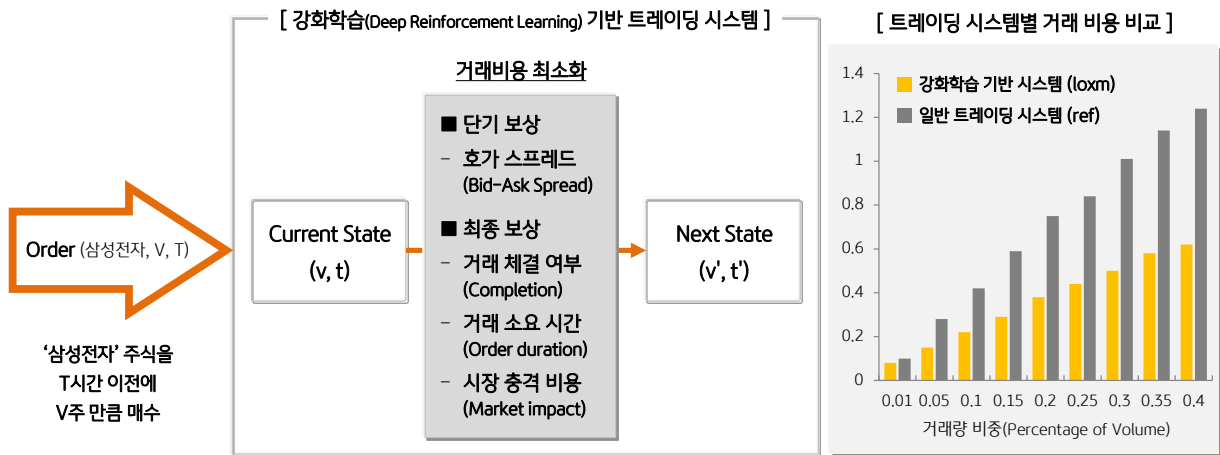 [ 강화학습(Deep Reinforcement Learning) 기반 트레이딩 시스템 ]
거래비용 최소화
■ 단기 보상
- 호가 스프레드
(Bid-Ask Spread)
■ 최종 보상
- 거래 체결 여부
(Completion)
- 거래 소요 시간
(Order duration)
- 시장 충격 비용
(Market impact)
Order (삼성전자, V, T)
Current State
(v, t)
Next State
(v', t')
‘삼성전자’ 주식을
T시간 이전에
V주 만큼 매수
[ 트레이딩 시스템별 거래 비용 비교 ]
강화학습 기반 시스템 (loxm)
일반 트레이딩 시스템 (ref)
1.4
1.2
1
0.8
0.6
0.4
0.2
0
0.01 0.05 0.1 0.15 0.2 0.25 0.3 0.35 0.4
거래량 비중(Percentage of Volume)